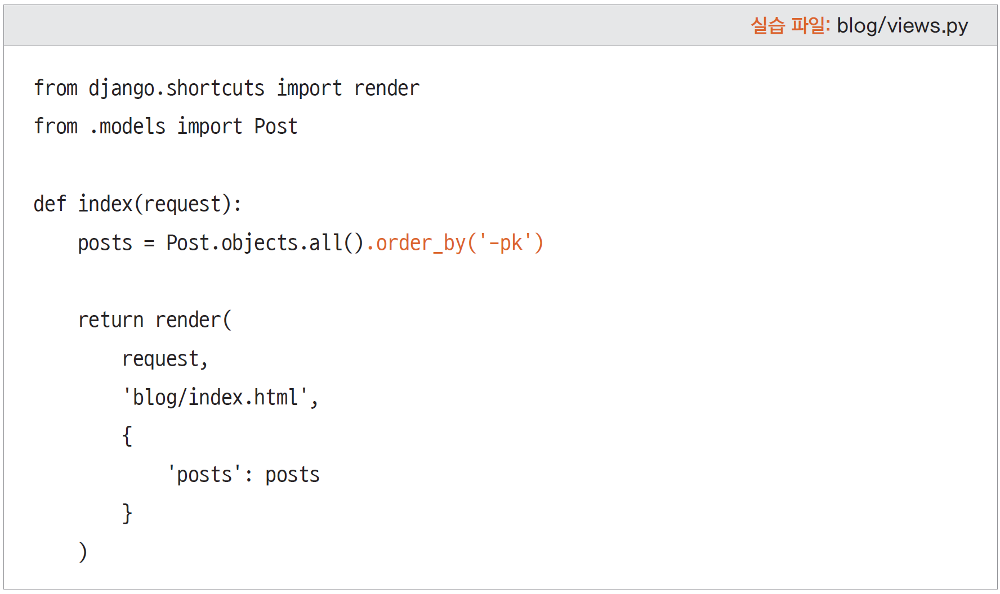 실습 파일: blog/views.py
from django.shortcuts import render
from .models import Post
def index(request):
    posts = Post.objects.all().order_by('-pk')
    return render(
        request,
        'blog/index.html',
        {
            'posts': posts
        }
    )